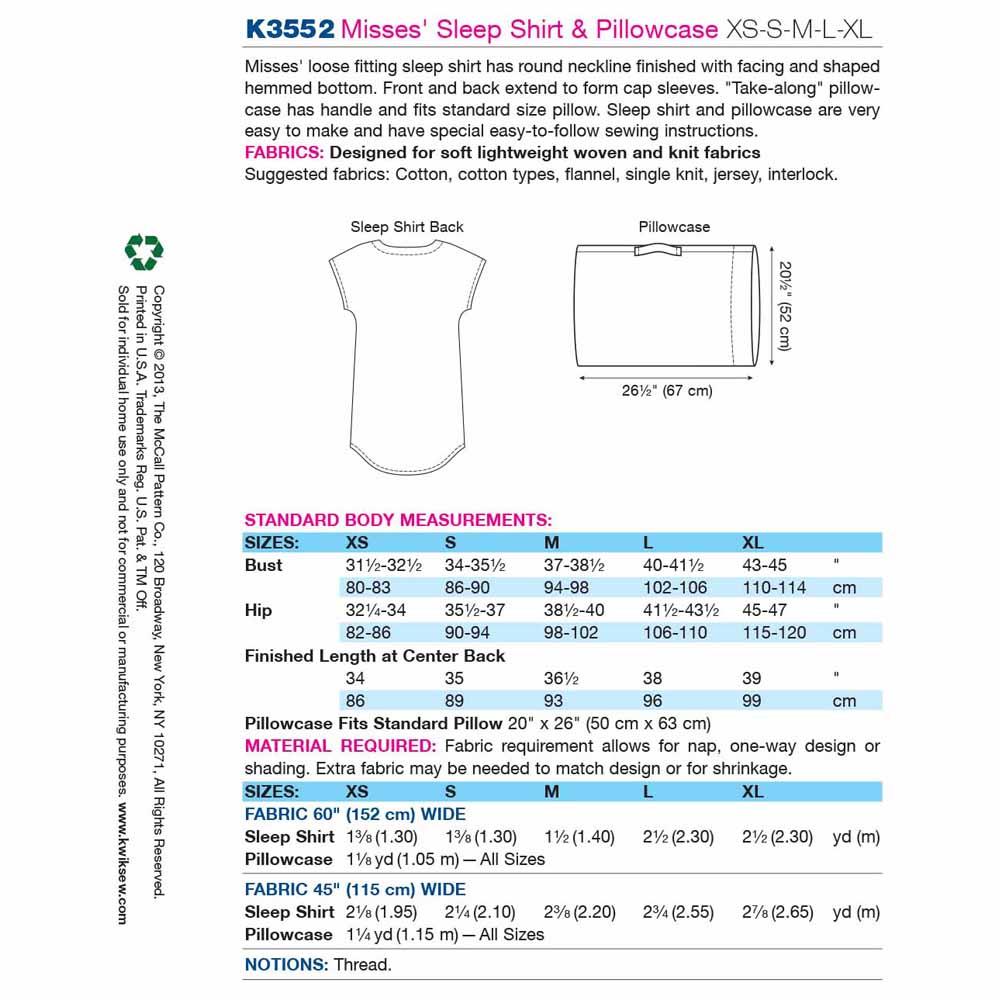 K3552 Misses' Sleep Shirt & Pillowcase XS-S-M-L-XL
Misses' loose fitting sleep shirt has round neckline finished with facing and shaped
hemmed bottom. Front and back extend to form cap sleeves. "Take-along" pillow-
case has handle and fits standard size pillow. Sleep shirt and pillowcase are very
easy to make and have special easy-to-follow sewing instructions.
FABRICS: Designed for soft lightweight woven and knit fabrics
Suggested fabrics: Cotton, cotton types, flannel, single knit, jersey, interlock.
Sleep Shirt Back
Pillowcase
20½" (52 cm)
26½" (67 cm)
Copyright © 2013, The McCall Pattern Co., 120 Broadway, New York, NY 10271, All Rights Reserved.
Printed in U.S.A. Trademarks Reg. U.S. Pat. & TM Off.
Sold for individual home use only and not for commercial or manufacturing purposes. www.kwiksew.com
STANDARD BODY MEASUREMENTS:
SIZES: XS S M L XL
Bust 31½-32½ 34-35½ 37-38½ 40-41½ 43-45 "
80-83 86-90 94-98 102-106 110-114 cm
Hip 32¼-34 35½-37 38½-40 41½-43½ 45-47 "
82-86 90-94 98-102 106-110 115-120 cm
Finished Length at Center Back
34 35 36½ 38 39 "
86 89 93 96 99 cm
Pillowcase Fits Standard Pillow 20" x 26" (50 cm x 63 cm)
MATERIAL REQUIRED: Fabric requirement allows for nap, one-way design or
shading. Extra fabric may be needed to match design or for shrinkage.
SIZES: XS S M L XL
FABRIC 60" (152 cm) WIDE
Sleep Shirt 1⅜ (1.30) 1⅜ (1.30) 1½ (1.40) 2½ (2.30) 2½ (2.30) yd (m)
Pillowcase 1⅛ yd (1.05 m) — All Sizes
FABRIC 45" (115 cm) WIDE
Sleep Shirt 2⅛ (1.95) 2¼ (2.10) 2⅜ (2.20) 2¾ (2.55) 2⅞ (2.65) yd (m)
Pillowcase 1¼ yd (1.15 m) — All Sizes
NOTIONS: Thread.